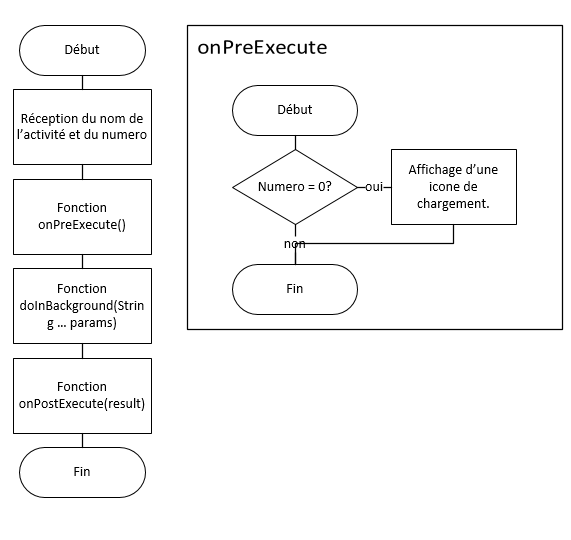 Début
Réception du nom de
l’activité et du numero
Fonction
onPreExecute()
Fonction
doInBackground(Strin
g … params)
Fonction
onPostExecute(result)
Fin
onPreExecute
Début
Numero = 0?
oui
Affichage d’une
icone de
chargement.
non
Fin